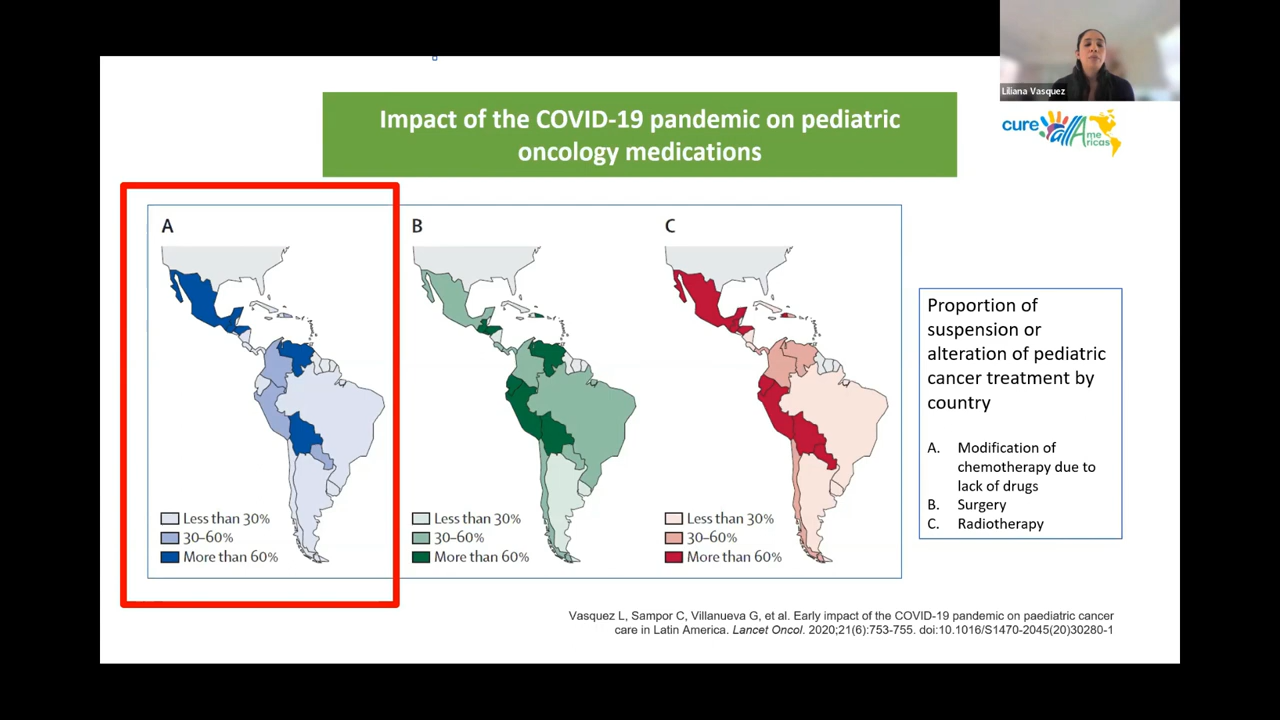 Liliana Vasquez
cure all Americas
Impact of the COVID-19 pandemic on pediatric
oncology medications
A
Less than 30%
30–60%
More than 60%
B
Less than 30%
30–60%
More than 60%
C
Less than 30%
30–60%
More than 60%
Proportion of
suspension or
alteration of pediatric
cancer treatment by
country
A. Modification of
chemotherapy due to
lack of drugs
B. Surgery
C. Radiotherapy
Vasquez L, Sampor C, Villanueva G, et al. Early impact of the COVID-19 pandemic on paediatric cancer
care in Latin America. Lancet Oncol. 2020;21(6):753-755. doi:10.1016/S1470-2045(20)30280-1